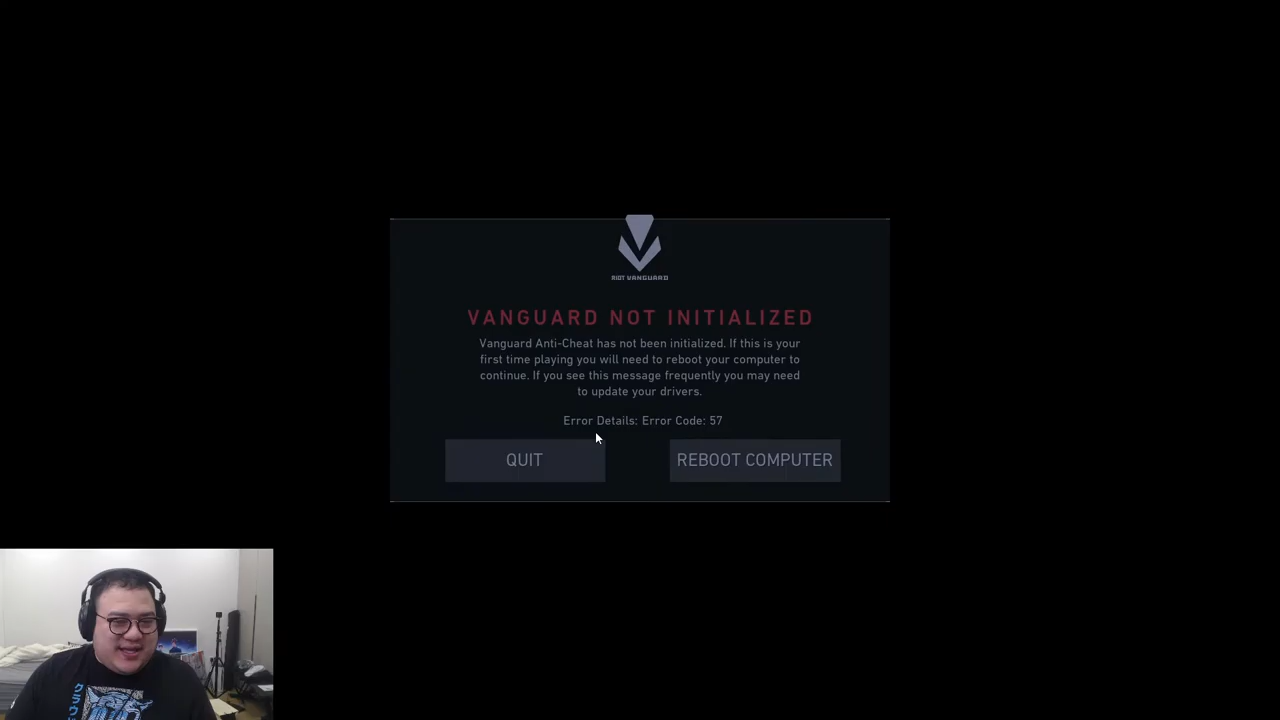 RIOT VANGUARD
VANGUARD NOT INITIALIZED
Vanguard Anti-Cheat has not been initialized. If this is your
first time playing you will need to reboot your computer to
continue. If you see this message frequently you may need
to update your drivers.
Error Details: Error Code: 57
QUIT
REBOOT COMPUTER